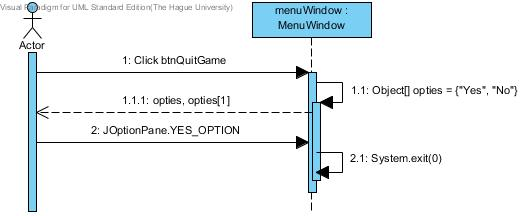 Visual Paradigm for UML Standard Edition(The Hague University)
menuWindow :
MenuWindow
Actor
1: Click btnQuitGame
1.1: Object[] opties = {"Yes", "No"}
1.1.1: opties, opties[1]
2: JOptionPane.YES_OPTION
2.1: System.exit(0)